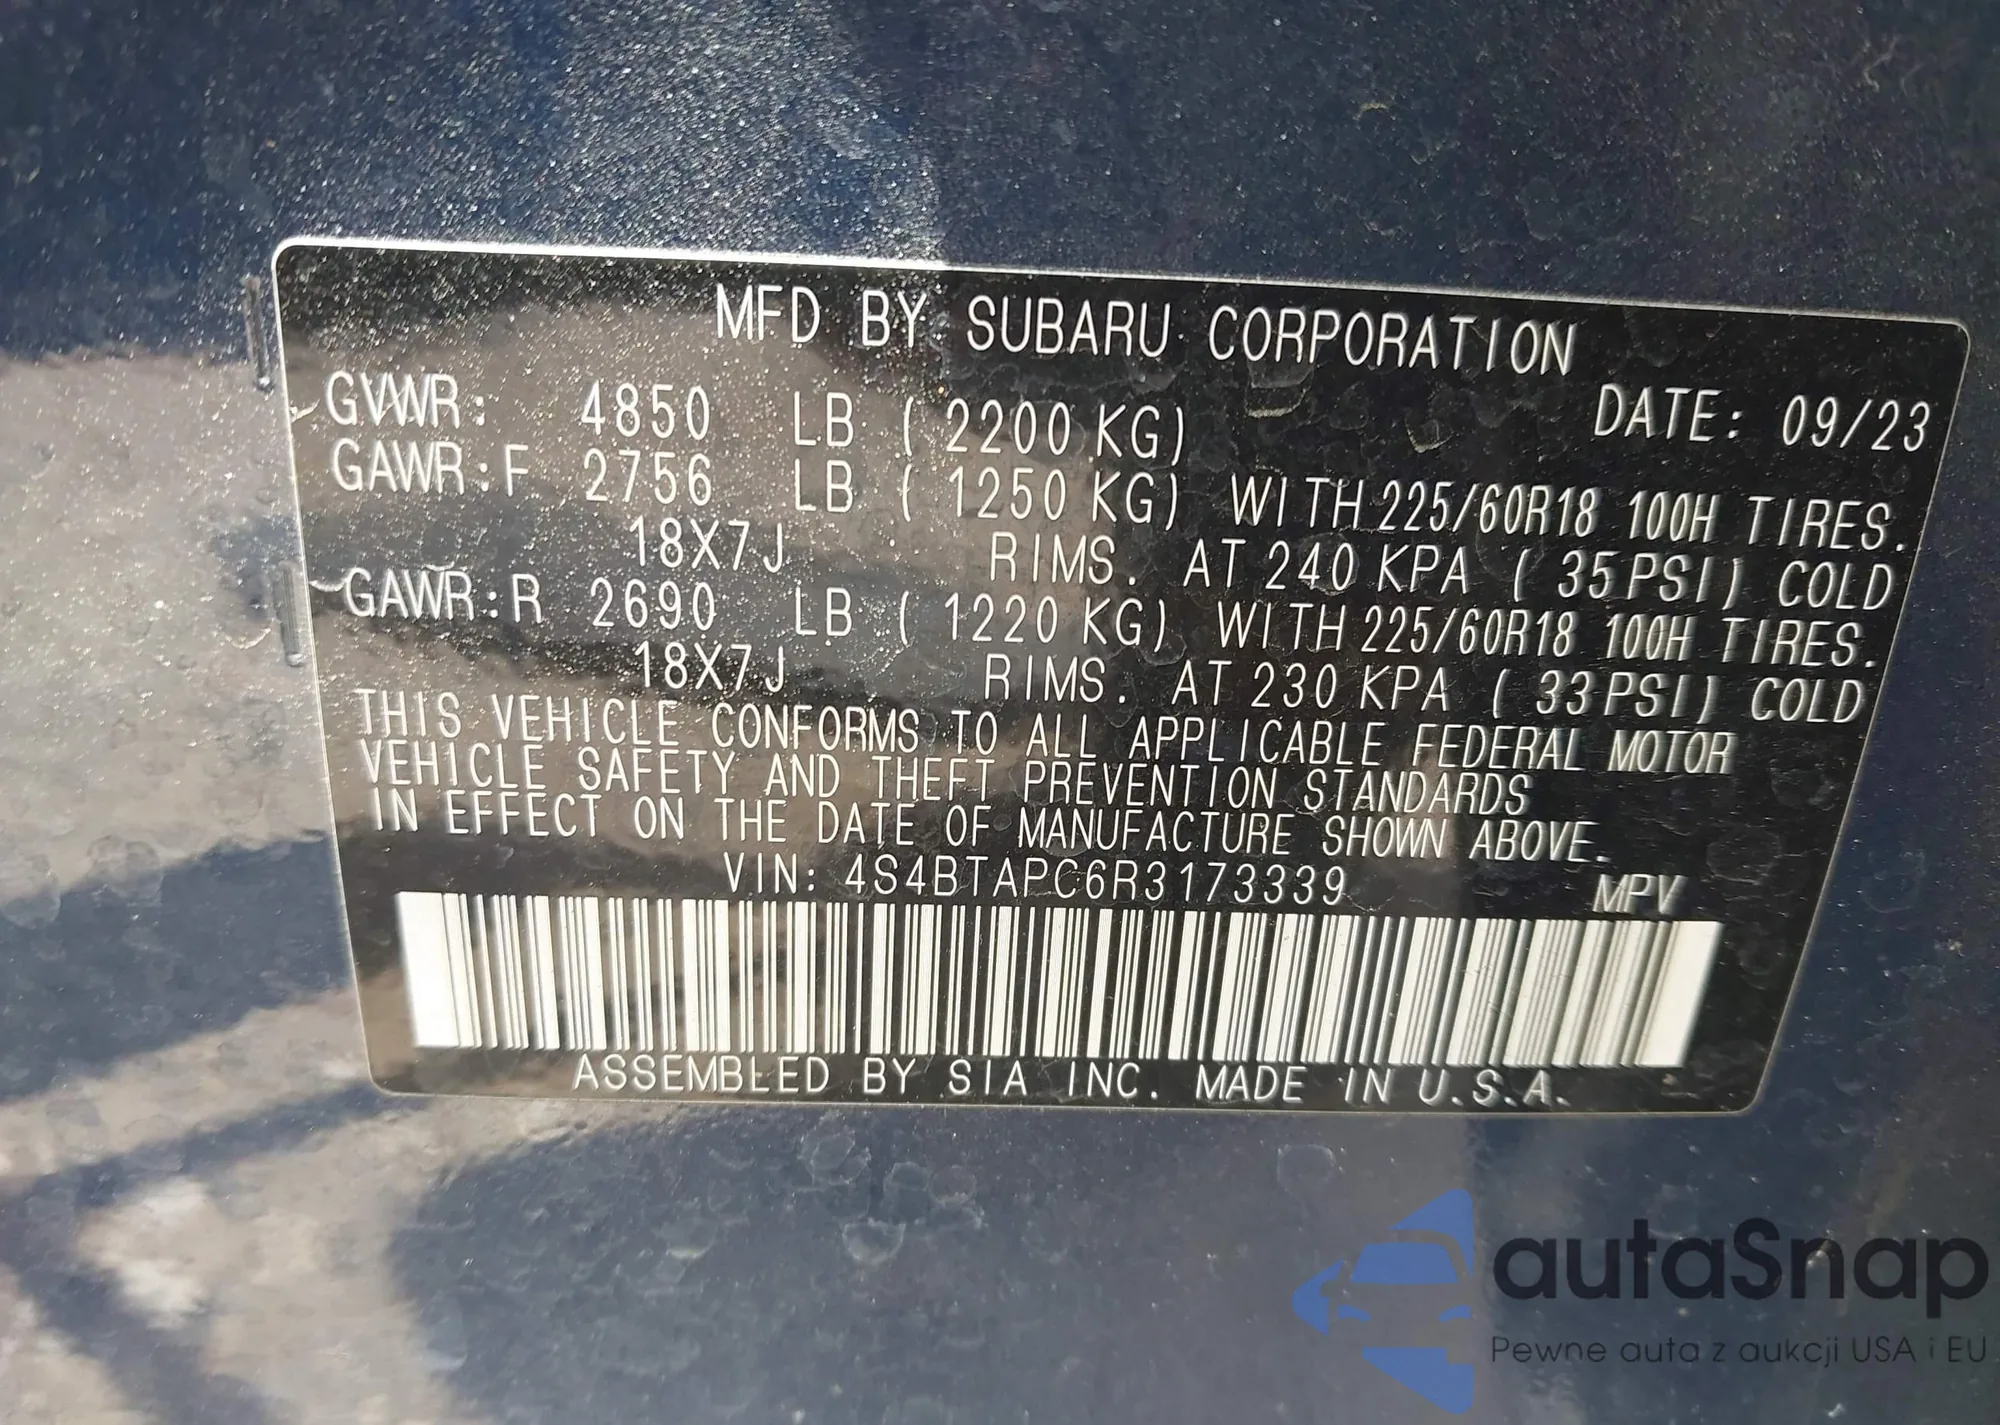 MFD BY SUBARU CORPORATION
GVWR: 4850 LB ( 2200 KG) DATE: 09/23
GAWR:F 2756 LB ( 1250 KG) WITH 225/60R18 100H TIRES.
18X7J RIMS. AT 240 KPA ( 35PSI) COLD
GAWR:R 2690 LB ( 1220 KG) WITH 225/60R18 100H TIRES.
18X7J RIMS. AT 230 KPA ( 33PSI) COLD
THIS VEHICLE CONFORMS TO ALL APPLICABLE FEDERAL MOTOR
VEHICLE SAFETY AND THEFT PREVENTION STANDARDS
IN EFFECT ON THE DATE OF MANUFACTURE SHOWN ABOVE.
VIN: 4S4BTAPC6R3173339 MPV
ASSEMBLED BY SIA INC. MADE IN U.S.A.
autaSnap
Pewne auta z aukcji USA i EU